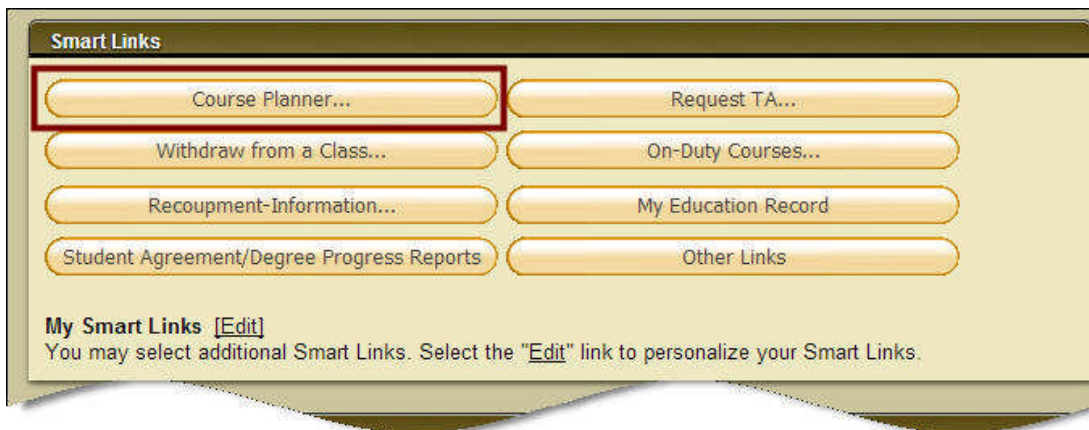 Smart Links
Course Planner... Request TA...
Withdraw from a Class... On-Duty Courses...
Recoupment-Information... My Education Record
Student Agreement/Degree Progress Reports Other Links
My Smart Links [Edit]
You may select additional Smart Links. Select the "Edit" link to personalize your Smart Links.